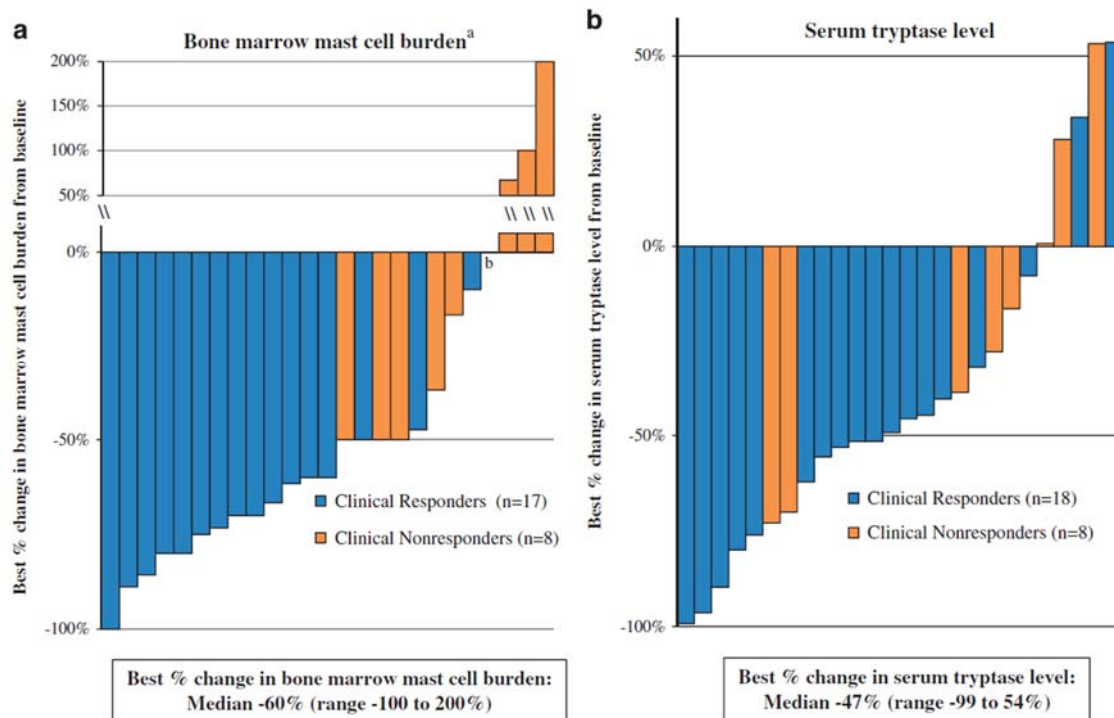 a
Bone marrow mast cell burden^a
Best % change in bone marrow mast cell burden from baseline
200%
150%
100%
50%
\\
\\ \\ \\
0%
b
-50%
Clinical Responders (n=17)
Clinical Nonresponders (n=8)
-100%
Best % change in bone marrow mast cell burden:
Median -60% (range -100 to 200%)
b
Serum tryptase level
Best % change in serum tryptase level from baseline
50%
0%
-50%
Clinical Responders (n=18)
Clinical Nonresponders (n=8)
-100%
Best % change in serum tryptase level:
Median -47% (range -99 to 54%)